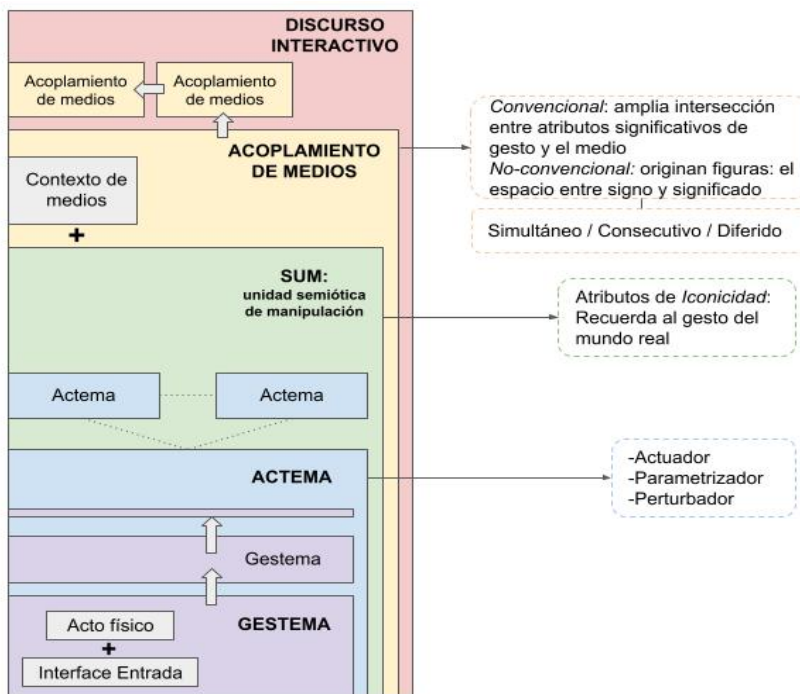 DISCURSO
INTERACTIVO
Acoplamiento
de medios
Acoplamiento
de medios
ACOPLAMIENTO
DE MEDIOS
Contexto de
medios
+
SUM:
unidad semiótica
de manipulación
Actema
Actema
ACTEMA
Gestema
GESTEMA
Acto físico
+
Interface Entrada
Convencional: amplia intersección
entre atributos significativos de
gesto y el medio
No-convencional: originan figuras: el
espacio entre signo y significado
Simultáneo / Consecutivo / Diferido
Atributos de Iconicidad:
Recuerda al gesto del
mundo real
-Actuador
-Parametrizador
-Perturbador